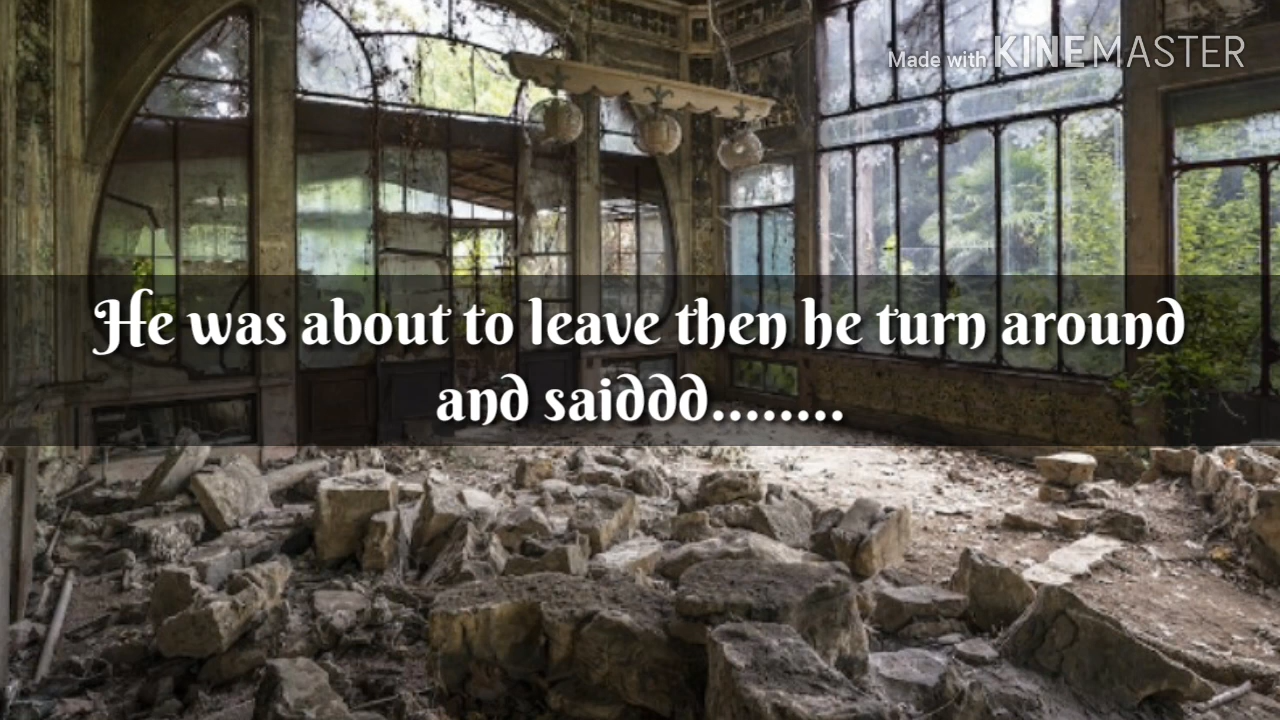 Made with KINEMASTER
He was about to leave then he turn around
and saiddd........